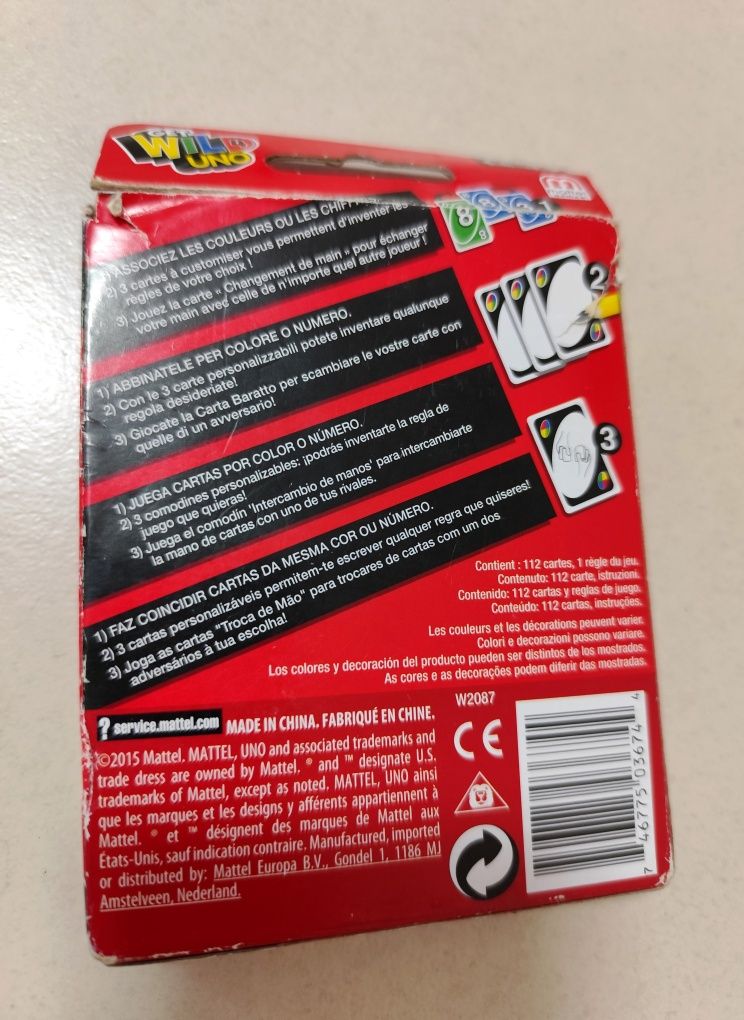 GET
WILD
UNO
MATTEL
1) ASSOCIEZ LES COULEURS OU LES
2) 3 cartes à customiser vous permettent d'inventer les
règles de votre choix !
3) Jouez la carte « Changement de main » pour échanger
votre main avec celle de n'importe quel autre joueur !
8
8
2
1) ABBINATELE PER COLORE O NUMERO.
2) Con le 3 carte personalizzabili potete inventare qualunque
regola desideriate!
3) Giocate la Carta Baratto per scambiare le vostre carte con
quelle di un avversario!
3
1) JUEGA CARTAS POR COLOR O NÚMERO.
2) 3 comodines personalizables: ¡podrás inventarte la regla de
juego que quieras!
3) Juega el comodín 'Intercambio de manos' para intercambiarte
la mano de cartas con uno de tus rivales.
1) FAZ COINCIDIR CARTAS DA MESMA COR OU NÚMERO.
2) 3 cartas personalizáveis permitem-te escrever qualquer regra que quiseres!
3) Joga as cartas "Troca de Mão" para trocares de cartas com um dos
adversários à tua escolha!
Contient : 112 cartes, 1 règle du jeu.
Contenuto: 112 carte, istruzioni.
Contenido: 112 cartas y reglas de juego.
Conteúdo: 112 cartas, instruções.
Les couleurs et les décorations peuvent varier.
Colori e decorazioni possono variare.
Los colores y decoración del producto pueden ser distintos de los mostrados.
As cores e as decorações podem diferir das mostradas.
? service.mattel.com MADE IN CHINA. FABRIQUÉ EN CHINE.
W2087
©2015 Mattel. MATTEL, UNO and associated trademarks and
trade dress are owned by Mattel. ® and ™ designate U.S.
trademarks of Mattel, except as noted. MATTEL, UNO ainsi
que les marques et les designs y afférents appartiennent à
Mattel. ® et ™ désignent des marques de Mattel aux
États-Unis, sauf indication contraire. Manufactured, imported
or distributed by: Mattel Europa B.V., Gondel 1, 1186 MJ
Amstelveen, Nederland.
CE
7 46775 03674 4